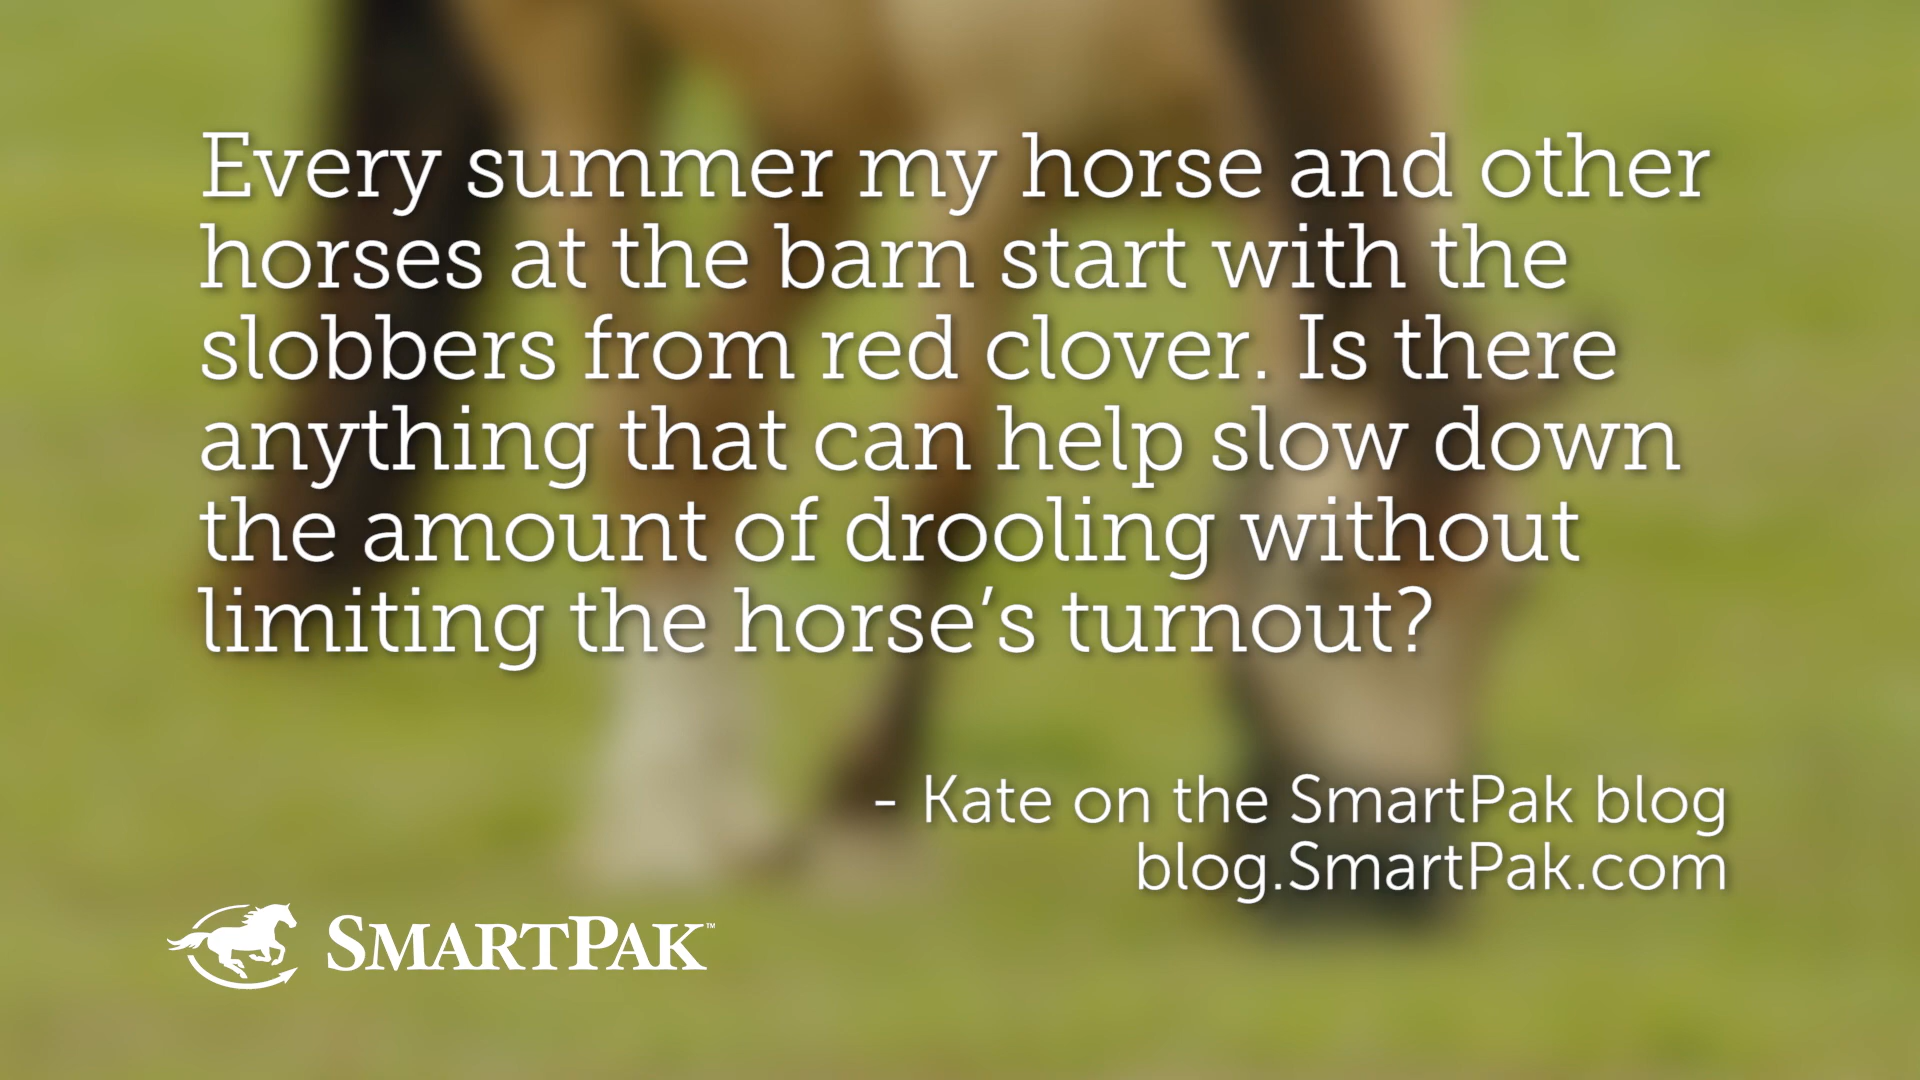 Every summer my horse and other
horses at the barn start with the
slobbers from red clover. Is there
anything that can help slow down
the amount of drooling without
limiting the horse’s turnout?
- Kate on the SmartPak blog
blog.SmartPak.com
SMARTPAK™